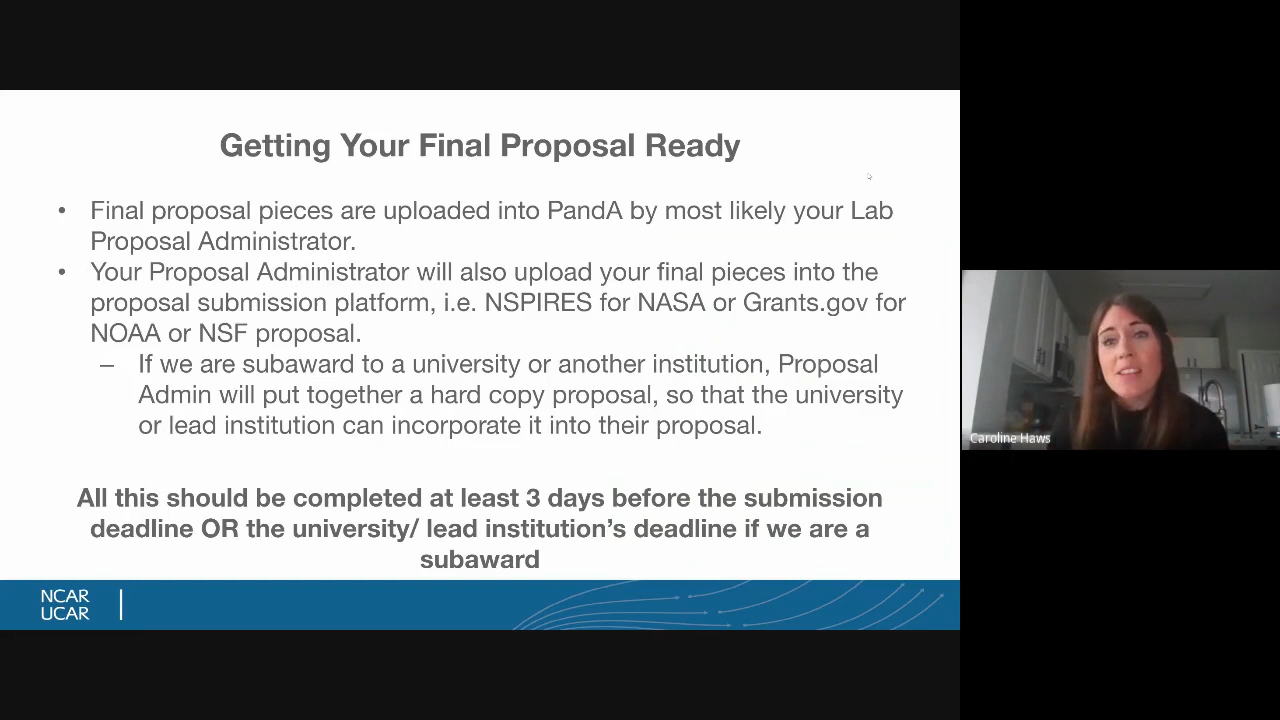 Getting Your Final Proposal Ready
• Final proposal pieces are uploaded into PandA by most likely your Lab
Proposal Administrator.
• Your Proposal Administrator will also upload your final pieces into the
proposal submission platform, i.e. NSPIRES for NASA or Grants.gov for
NOAA or NSF proposal.
– If we are subaward to a university or another institution, Proposal
Admin will put together a hard copy proposal, so that the university
or lead institution can incorporate it into their proposal.
All this should be completed at least 3 days before the submission
deadline OR the university/ lead institution’s deadline if we are a
subaward
NCAR
UCAR
Caroline Haws